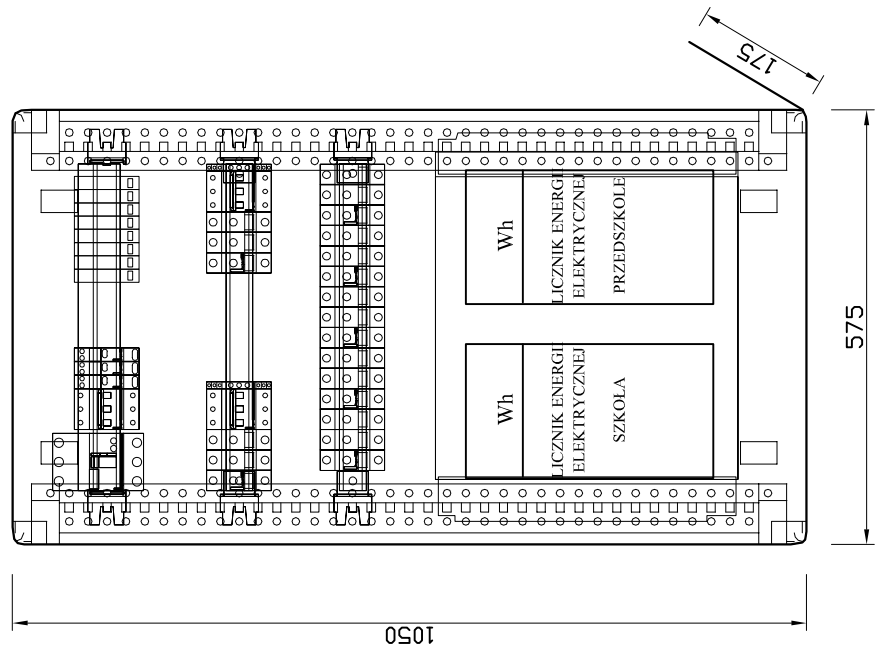 175
Wh
LICZNIK ENERGII
ELEKTRYCZNEJ
PRZEDSZKOLE
575
Wh
LICZNIK ENERGII
ELEKTRYCZNEJ
SZKOŁA
1050